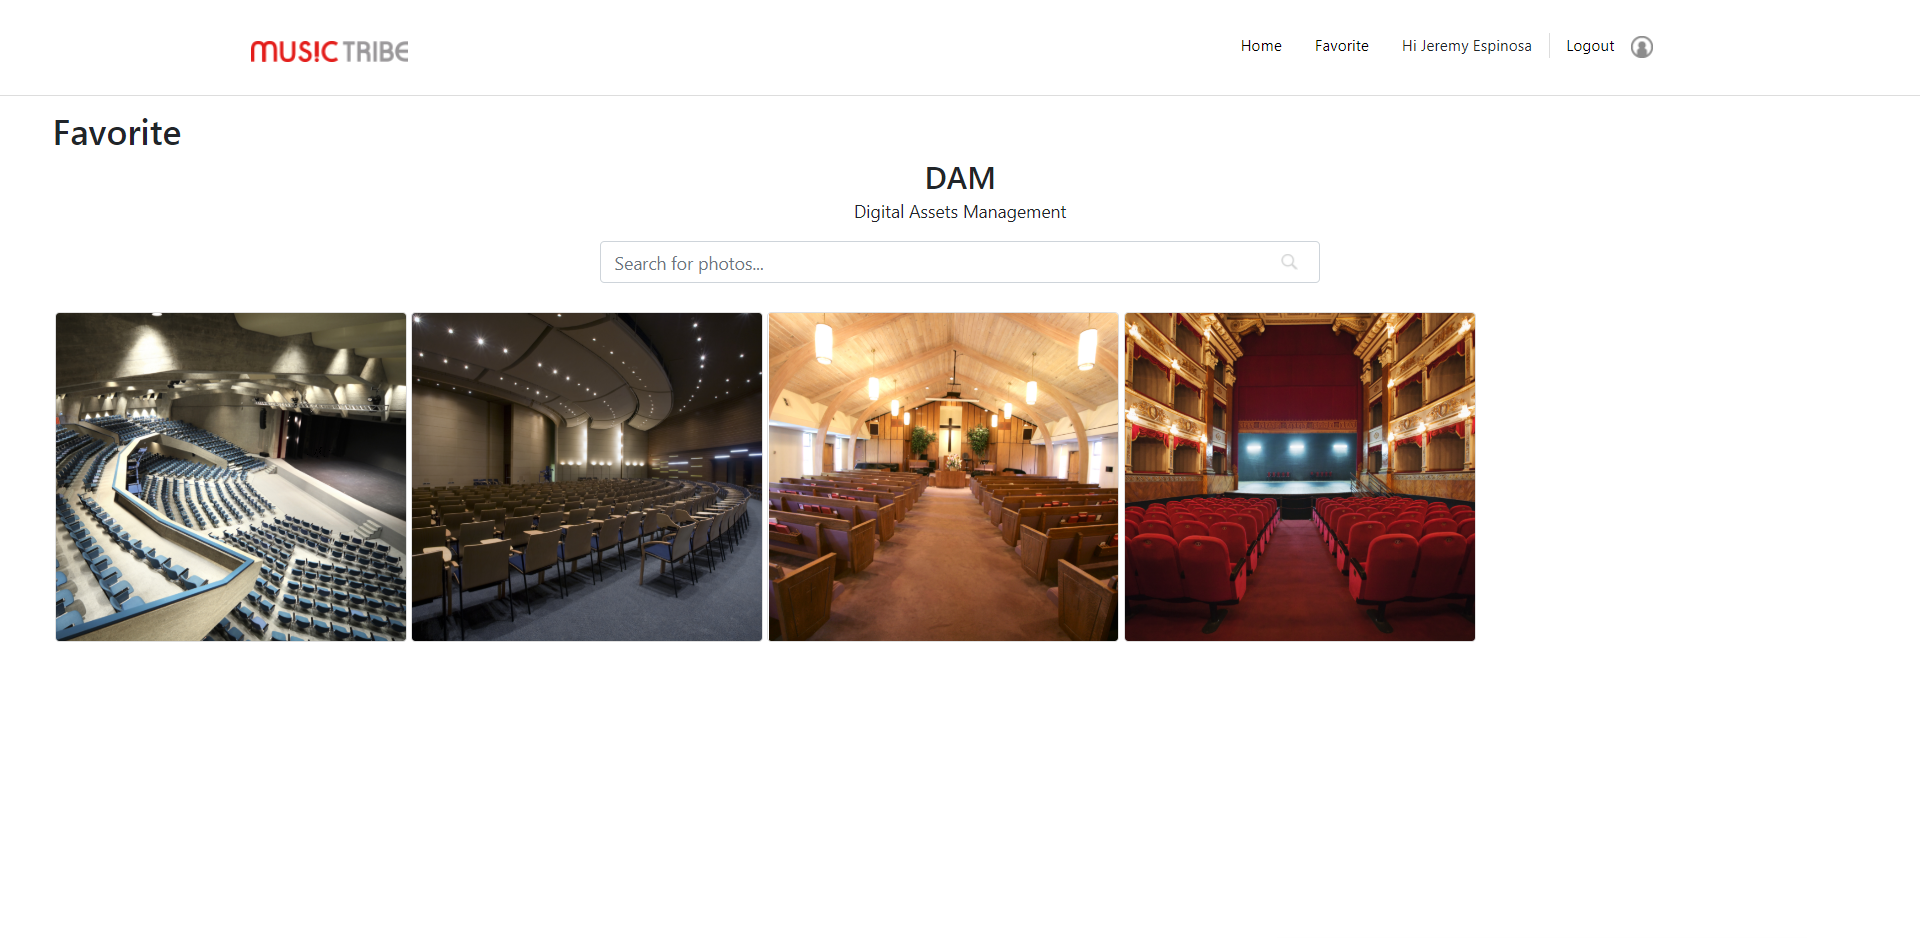 MUSIC TRIBE
Home Favorite Hi Jeremy Espinosa Logout
Favorite
DAM
Digital Assets Management
Search for photos...